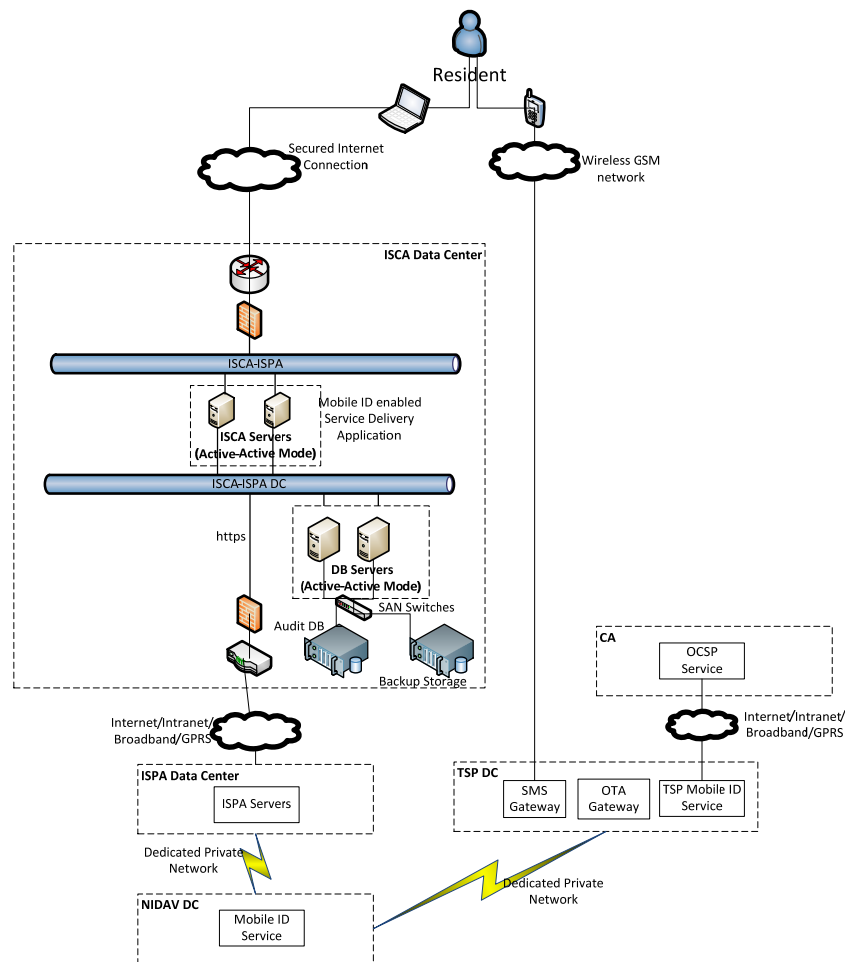 Resident
Secured Internet
Connection
Wireless GSM
network
ISCA Data Center
ISCA-ISPA
Mobile ID enabled
Service Delivery
Application
ISCA Servers
(Active-Active Mode)
ISCA-ISPA DC
https
DB Servers
(Active-Active Mode)
SAN Switches
Audit DB
Backup Storage
CA
OCSP
Service
Internet/Intranet/
Broadband/GPRS
Internet/Intranet/
Broadband/GPRS
ISPA Data Center
ISPA Servers
TSP DC
SMS
Gateway
OTA
Gateway
TSP Mobile ID
Service
Dedicated Private
Network
Dedicated Private
Network
NIDAV DC
Mobile ID
Service